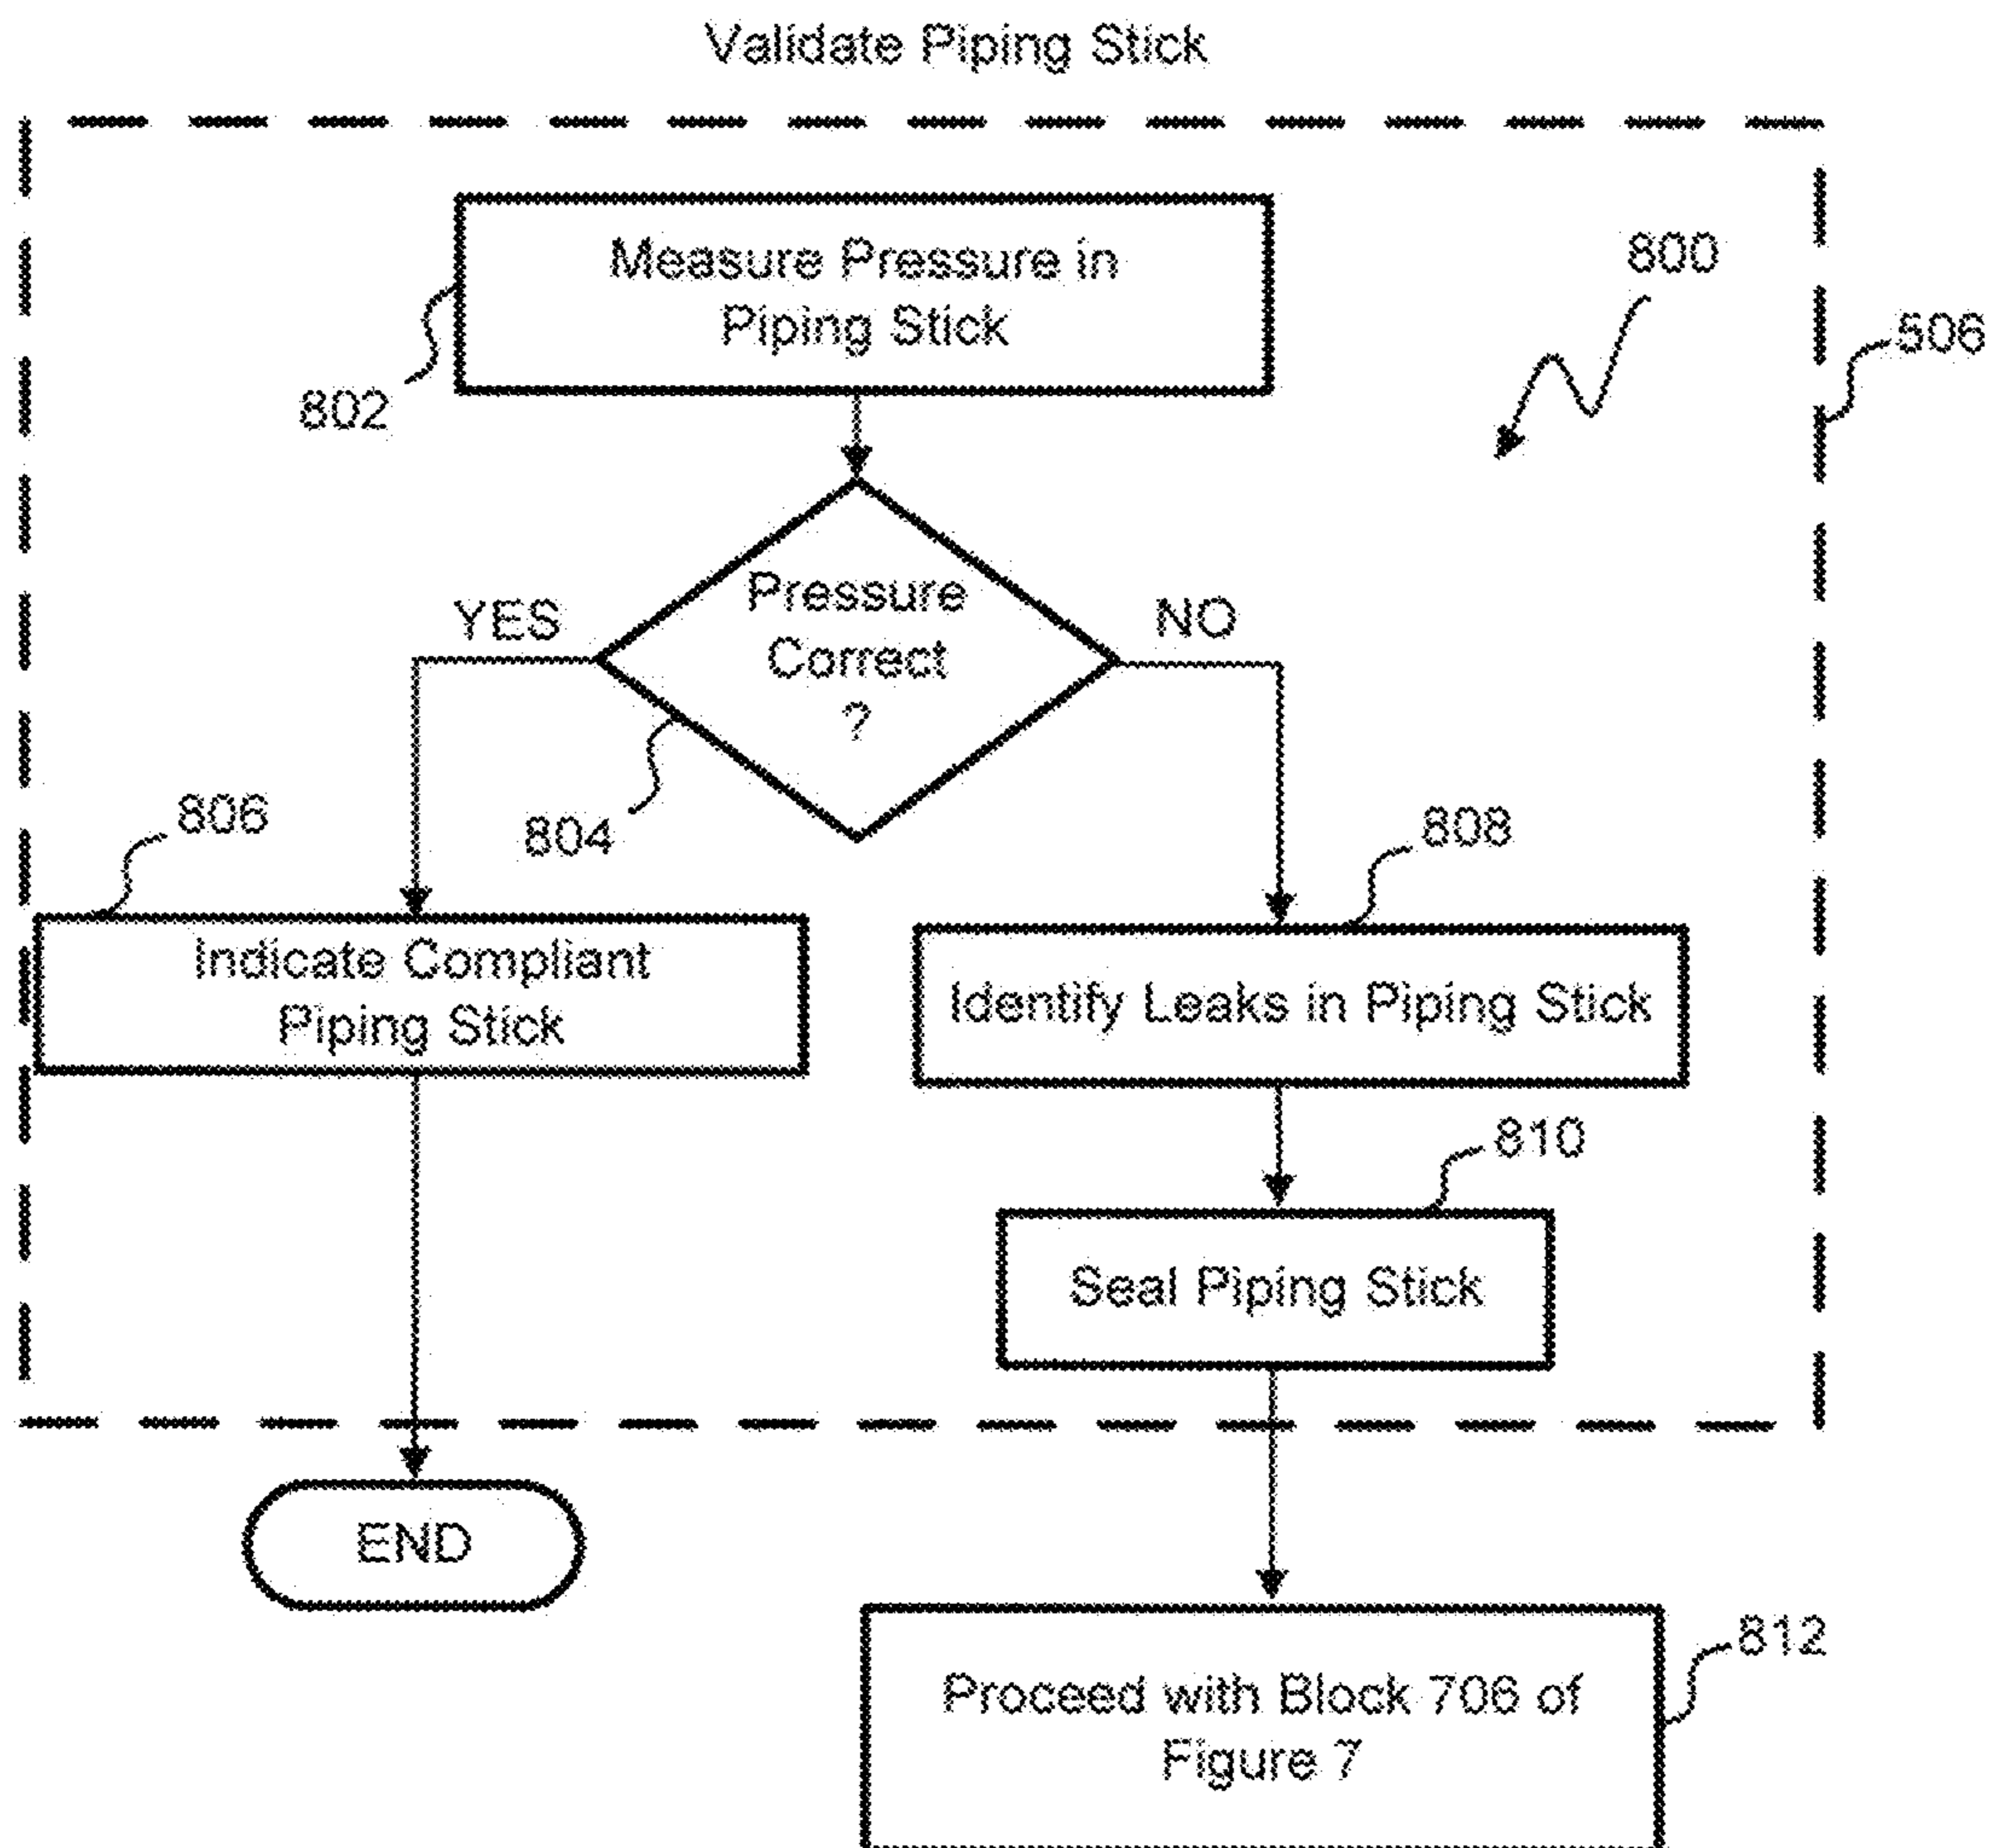 Validate Piping Stick
Measure Pressure in
Piping Stick
800
506
802
Pressure
Correct
?
YES
NO
806
804
808
Indicate Compliant
Piping Stick
Identify Leaks in Piping Stick
810
Seal Piping Stick
END
812
Proceed with Block 706 of
Figure 7